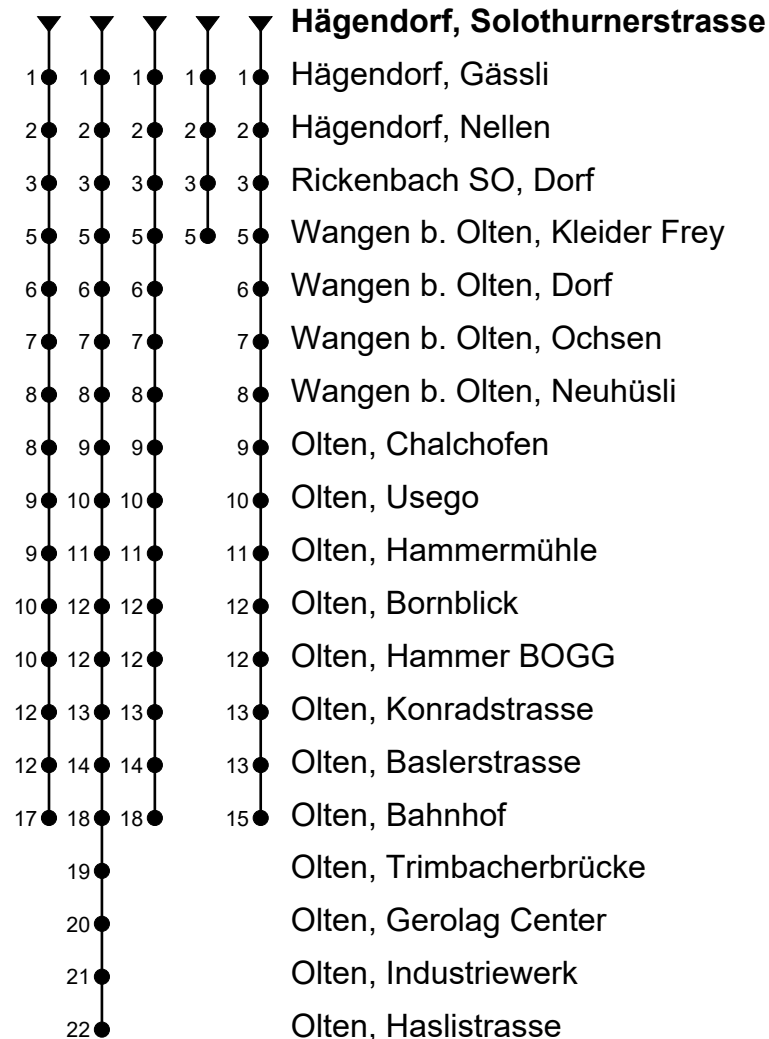 Hägendorf, Solothurnerstrasse
1 1 1 1 1 Hägendorf, Gässli
2 2 2 2 2 Hägendorf, Nellen
3 3 3 3 3 Rickenbach SO, Dorf
5 5 5 5 5 Wangen b. Olten, Kleider Frey
6 6 6 6 Wangen b. Olten, Dorf
7 7 7 7 Wangen b. Olten, Ochsen
8 8 8 8 Wangen b. Olten, Neuhüsli
8 9 9 9 Olten, Chalchofen
9 10 10 10 Olten, Usego
9 11 11 11 Olten, Hammermühle
10 12 12 12 Olten, Bornblick
10 12 12 12 Olten, Hammer BOGG
12 13 13 13 Olten, Konradstrasse
12 14 14 13 Olten, Baslerstrasse
17 18 18 15 Olten, Bahnhof
19 Olten, Trimbacherbrücke
20 Olten, Gerolag Center
21 Olten, Industriewerk
22 Olten, Haslistrasse